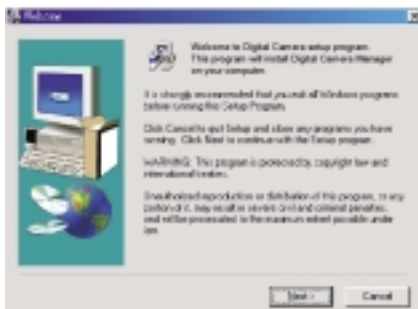 Welcome
Welcome to Digital Camera setup program.
This program will install Digital Camera Manager
on your computer.
It is strongly recommended that you exit all Windows programs
before running this Setup Program.
Click Cancel to quit Setup and close any programs you have
running. Click Next to continue with the Setup program.
WARNING: This program is protected by copyright law and
international treaties.
Unauthorized reproduction or distribution of this program, or any
portion of it, may result in severe civil and criminal penalties,
and will be prosecuted to the maximum extent possible under
law.
Next >
Cancel